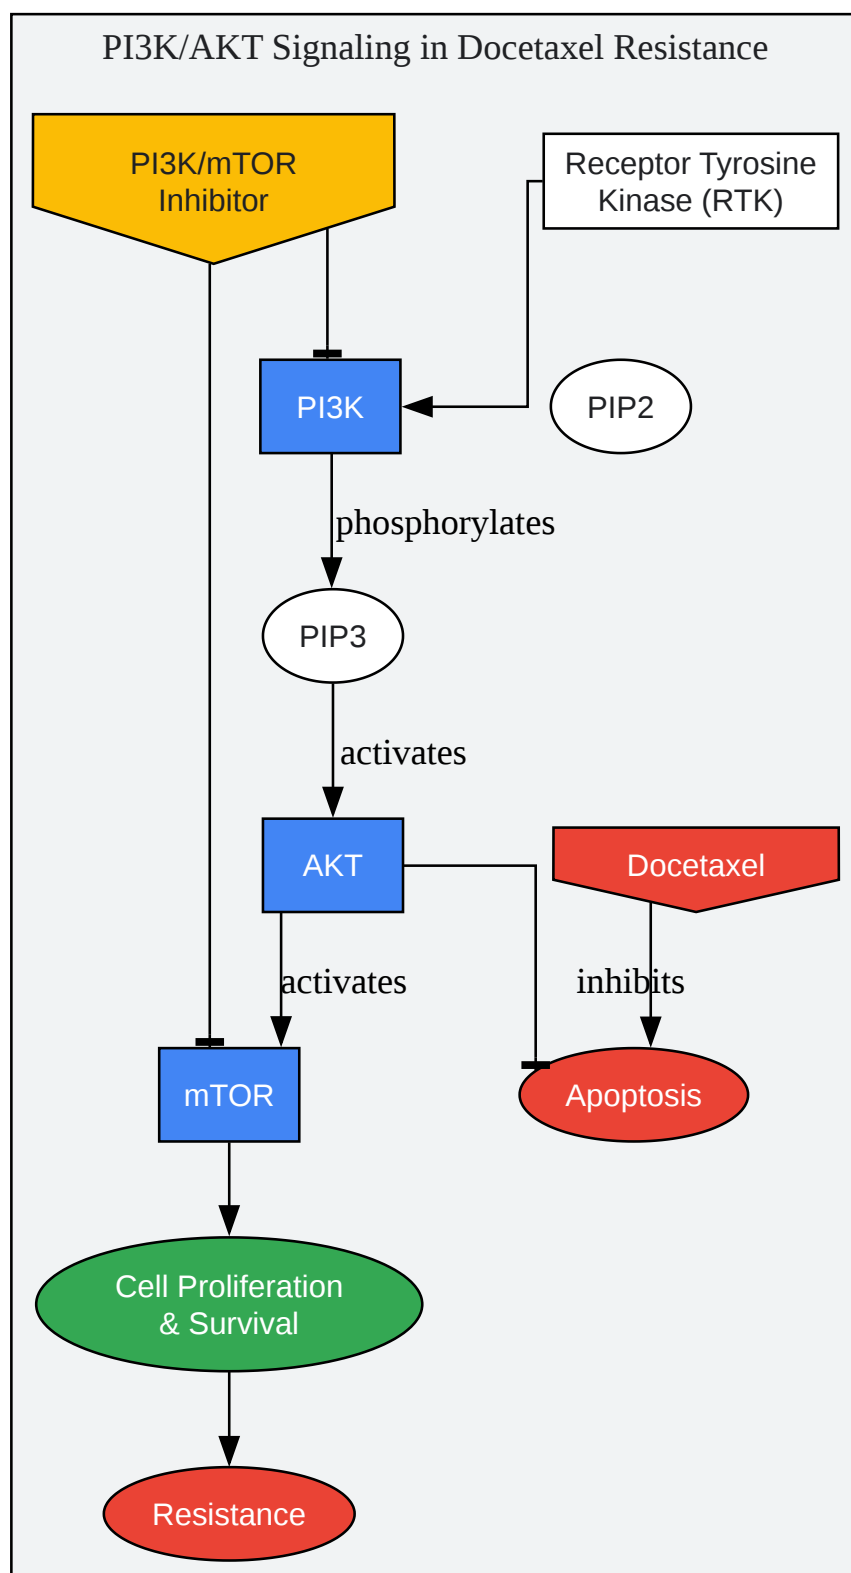 PI3K/AKT Signaling in Docetaxel Resistance
PI3K/mTOR
Inhibitor
Receptor Tyrosine
Kinase (RTK)
PI3K
PIP2
phosphorylates
PIP3
activates
AKT
Docetaxel
activates
inhibits
mTOR
Apoptosis
Cell Proliferation
& Survival
Resistance